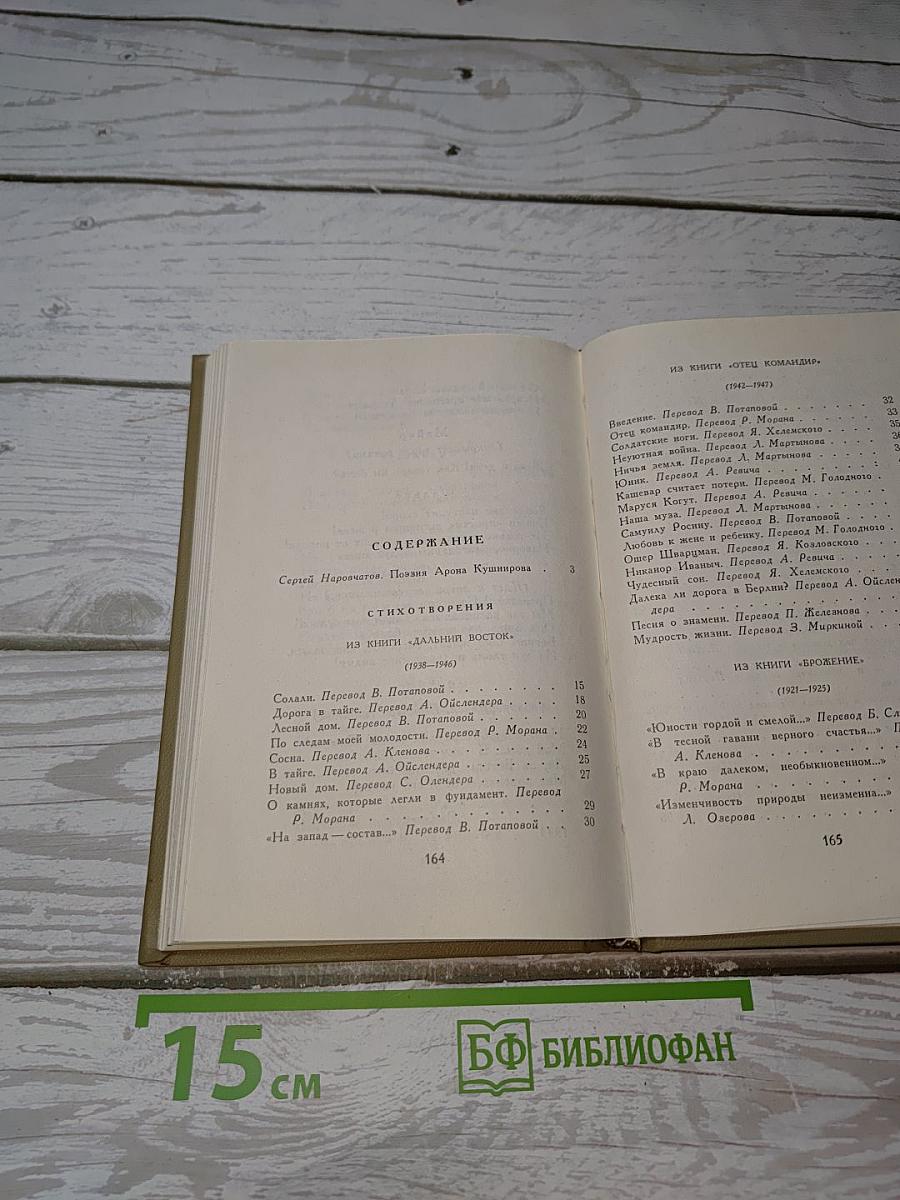 СОДЕРЖАНИЕ
Сергей Наровчатов. Поэзия Арона Кушнирова . 3
СТИХОТВОРЕНИЯ
ИЗ КНИГИ «ДАЛЬНИЙ ВОСТОК»
(1938—1946)
Солали. Перевод В. Потаповой . . . . . . . . 15
Дорога в тайге. Перевод А. Ойслендера . . . . 18
Лесной дом. Перевод В. Потаповой . . . . . . 20
По следам моей молодости. Перевод Р. Морана . 22
Сосна. Перевод А. Кленова . . . . . . . . . 24
В тайге. Перевод А. Ойслендера . . . . . . . 25
Новый дом. Перевод С. Олендера . . . . . . 27
О камнях, которые легли в фундамент. Перевод
Р. Морана . . . . . . . . . . . . . 29
«На запад — состав...» Перевод В. Потаповой . . 30
164
ИЗ КНИГИ «ОТЕЦ КОМАНДИР»
(1942—1947)
Введение. Перевод В. Потаповой . . . . . . . 32
Отец командир. Перевод Р. Морана . . . . . . 33
Солдатские ноги. Перевод Я. Хелемского . . . . 35
Неуютная война. Перевод Л. Мартынова . . . .
Ничья земля. Перевод Л. Мартынова . . . . .
Юник. Перевод А. Ревича . . . . . . . .
Кашевар считает потери. Перевод М. Голодного .
Маруся Когут. Перевод А. Ревича . . . . .
Наша муза. Перевод Л. Мартынова . . . . .
Самуилу Росину. Перевод В. Потаповой . . . .
Любовь к жене и ребенку. Перевод М. Голодного .
Ошер Шварцман. Перевод Я. Козловского . . . .
Никанор Иваныч. Перевод А. Ревича . . . . .
Чудесный сон. Перевод Я. Хелемского . . . .
Далека ли дорога в Берлин? Перевод А. Ойслен
дера . . . . . . . . . . . .
Песня о знамени. Перевод П. Железнова . . . .
Мудрость жизни. Перевод З. Миркиной . . . .
ИЗ КНИГИ «БРОЖЕНИЕ»
(1921—1925)
«Юности гордой и смелой...» Перевод Б. Сл
«В тесной гавани верного счастья...»
А. Кленова . . . . . . . . . .
«В краю далеком, необыкновенном...»
Р. Морана . . . . . . . . . .
«Изменчивость природы неизменна...»
Л. Озерова . . . . . . . . .
165
15 см
БФ БИБЛИОФАН